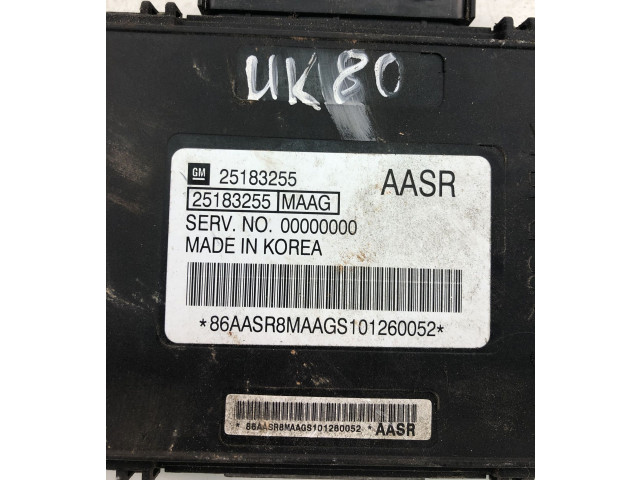 UK80
GM 25183255 AASR
25183255 MAAG
SERV. NO. 00000000
MADE IN KOREA
*86AASR8MAAGS101260052*
* 86AASR8MAAGS101260052 * AASR